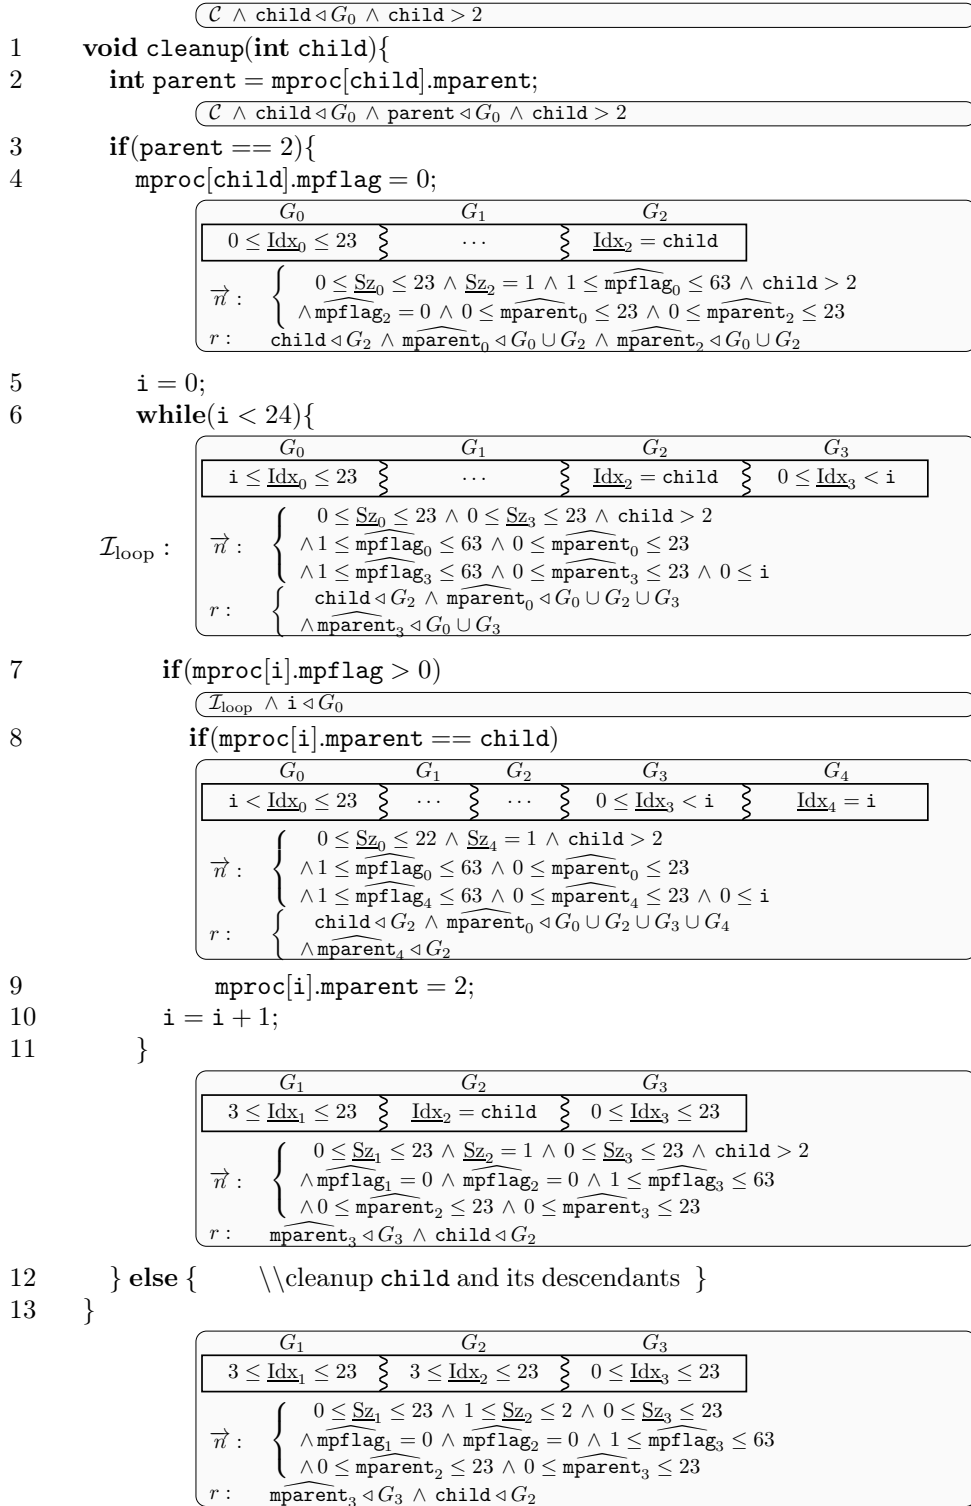 𝒞 ∧ child ◁ G₀ ∧ child > 2
1 void cleanup(int child){
2 int parent = mproc[child].mparent;
𝒞 ∧ child ◁ G₀ ∧ parent ◁ G₀ ∧ child > 2
3 if(parent == 2){
4 mproc[child].mpflag = 0;
G₀ G₁ G₂
0 ≤ Idx₀ ≤ 23 ⋯ Idx₂ = child
n⃗ : { 0 ≤ Sz₀ ≤ 23 ∧ Sz₂ = 1 ∧ 1 ≤ mpflag₀ ≤ 63 ∧ child > 2
∧ mpflag₂ = 0 ∧ 0 ≤ mparent₀ ≤ 23 ∧ 0 ≤ mparent₂ ≤ 23
r : child ◁ G₂ ∧ mparent₀ ◁ G₀ ∪ G₂ ∧ mparent₂ ◁ G₀ ∪ G₂
5 i = 0;
6 while(i < 24){
G₀ G₁ G₂ G₃
i ≤ Idx₀ ≤ 23 ⋯ Idx₂ = child 0 ≤ Idx₃ < i
ℐloop : n⃗ : { 0 ≤ Sz₀ ≤ 23 ∧ 0 ≤ Sz₃ ≤ 23 ∧ child > 2
∧ 1 ≤ mpflag₀ ≤ 63 ∧ 0 ≤ mparent₀ ≤ 23
∧ 1 ≤ mpflag₃ ≤ 63 ∧ 0 ≤ mparent₃ ≤ 23 ∧ 0 ≤ i
r : { child ◁ G₂ ∧ mparent₀ ◁ G₀ ∪ G₂ ∪ G₃
∧ mparent₃ ◁ G₀ ∪ G₃
7 if(mproc[i].mpflag > 0)
ℐloop ∧ i ◁ G₀
8 if(mproc[i].mparent == child)
G₀ G₁ G₂ G₃ G₄
i < Idx₀ ≤ 23 ⋯ ⋯ 0 ≤ Idx₃ < i Idx₄ = i
n⃗ : { 0 ≤ Sz₀ ≤ 22 ∧ Sz₄ = 1 ∧ child > 2
∧ 1 ≤ mpflag₀ ≤ 63 ∧ 0 ≤ mparent₀ ≤ 23
∧ 1 ≤ mpflag₄ ≤ 63 ∧ 0 ≤ mparent₄ ≤ 23 ∧ 0 ≤ i
r : { child ◁ G₂ ∧ mparent₀ ◁ G₀ ∪ G₂ ∪ G₃ ∪ G₄
∧ mparent₄ ◁ G₂
9 mproc[i].mparent = 2;
10 i = i + 1;
11 }
G₁ G₂ G₃
3 ≤ Idx₁ ≤ 23 Idx₂ = child 0 ≤ Idx₃ ≤ 23
n⃗ : { 0 ≤ Sz₁ ≤ 23 ∧ Sz₂ = 1 ∧ 0 ≤ Sz₃ ≤ 23 ∧ child > 2
∧ mpflag₁ = 0 ∧ mpflag₂ = 0 ∧ 1 ≤ mpflag₃ ≤ 63
∧ 0 ≤ mparent₂ ≤ 23 ∧ 0 ≤ mparent₃ ≤ 23
r : mparent₃ ◁ G₃ ∧ child ◁ G₂
12 } else { \\cleanup child and its descendants }
13 }
G₁ G₂ G₃
3 ≤ Idx₁ ≤ 23 3 ≤ Idx₂ ≤ 23 0 ≤ Idx₃ ≤ 23
n⃗ : { 0 ≤ Sz₁ ≤ 23 ∧ 1 ≤ Sz₂ ≤ 2 ∧ 0 ≤ Sz₃ ≤ 23
∧ mpflag₁ = 0 ∧ mpflag₂ = 0 ∧ 1 ≤ mpflag₃ ≤ 63
∧ 0 ≤ mparent₂ ≤ 23 ∧ 0 ≤ mparent₃ ≤ 23
r : mparent₃ ◁ G₃ ∧ child ◁ G₂